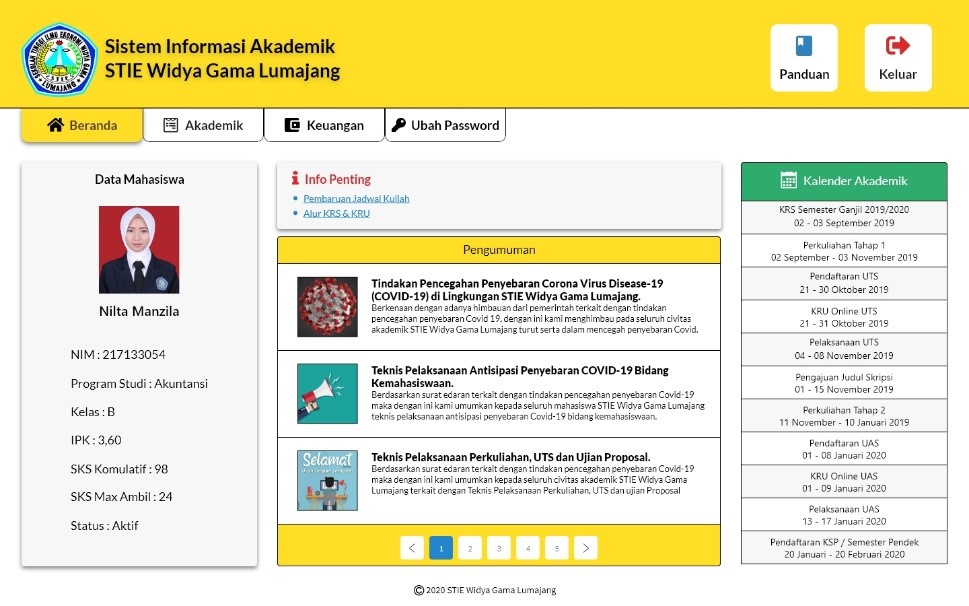 Sistem Informasi Akademik
STIE Widya Gama Lumajang
SEKOLAH TINGGI ILMU EKONOMI WIDYA GAMA
STIE
LUMAJANG
Panduan
Keluar
Beranda
Akademik
Keuangan
Ubah Password
Data Mahasiswa
Nilta Manzila
NIM : 217133054
Program Studi : Akuntansi
Kelas : B
IPK : 3,60
SKS Komulatif : 98
SKS Max Ambil : 24
Status : Aktif
Info Penting
Pembaruan Jadwal Kuliah
Alur KRS & KRU
Pengumuman
Tindakan Pencegahan Penyebaran Corona Virus Disease-19
(COVID-19) di Lingkungan STIE Widya Gama Lumajang.
Berkenaan dengan adanya himbauan dari pemerintah terkait dengan tindakan
pencegahan penyebaran Covid 19, dengan ini kami menghimbau pada seluruh civitas
akademik STIE Widya Gama Lumajang turut serta dalam mencegah penyebaran Covid.
Teknis Pelaksanaan Antisipasi Penyebaran COVID-19 Bidang
Kemahasiswaan.
Berdasarkan surat edaran terkait dengan tindakan pencegahan penyebaran Covid-19
maka dengan ini kami umumkan kepada seluruh mahasiswa STIE Widya Gama Lumajang
teknis pelaksanaan antisipasi penyebaran Covid-19 bidang kemahasiswaan.
Selamat
Teknis Pelaksanaan Perkuliahan, UTS dan Ujian Proposal.
Berdasarkan surat edaran terkait dengan tindakan pencegahan penyebaran Covid-19
maka dengan ini kami umumkan kepada seluruh civitas akademik STIE Widya Gama
Lumajang terkait dengan Teknis Pelaksanaan Perkuliahan, UTS dan ujian Proposal
< 1 2 3 4 5 >
Kalender Akademik
KRS Semester Ganjil 2019/2020
02 - 03 September 2019
Perkuliahan Tahap 1
02 September - 03 November 2019
Pendaftaran UTS
21 - 30 Oktober 2019
KRU Online UTS
21 - 31 Oktober 2019
Pelaksanaan UTS
04 - 08 November 2019
Pengajuan Judul Skripsi
01 - 15 November 2019
Perkuliahan Tahap 2
11 November - 10 Januari 2019
Pendaftaran UAS
01 - 08 Januari 2020
KRU Online UAS
01 - 09 Januari 2020
Pelaksanaan UAS
13 - 17 Januari 2020
Pendaftaran KSP / Semester Pendek
20 Januari - 20 Februari 2020
© 2020 STIE Widya Gama Lumajang